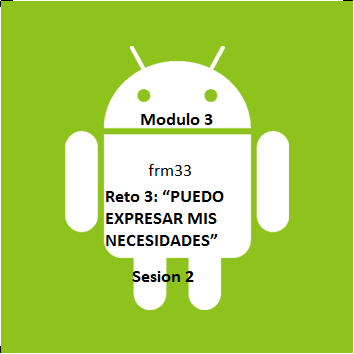 Modulo 3
frm33
Reto 3: “PUEDO
EXPRESAR MIS
NECESIDADES”
Sesion 2